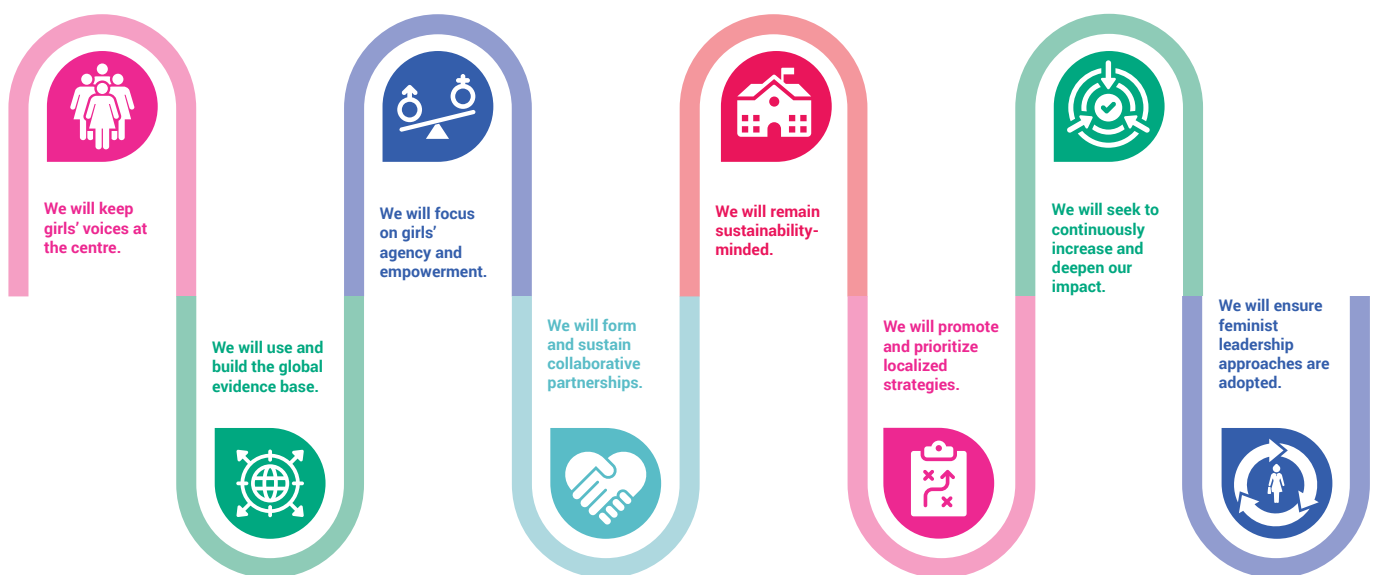 We will keep
girls’ voices at
the centre.
We will use and
build the global
evidence base.
We will focus
on girls’
agency and
empowerment.
We will form
and sustain
collaborative
partnerships.
We will remain
sustainability-
minded.
We will promote
and prioritize
localized
strategies.
We will seek to
continuously
increase and
deepen our
impact.
We will ensure
feminist
leadership
approaches are
adopted.